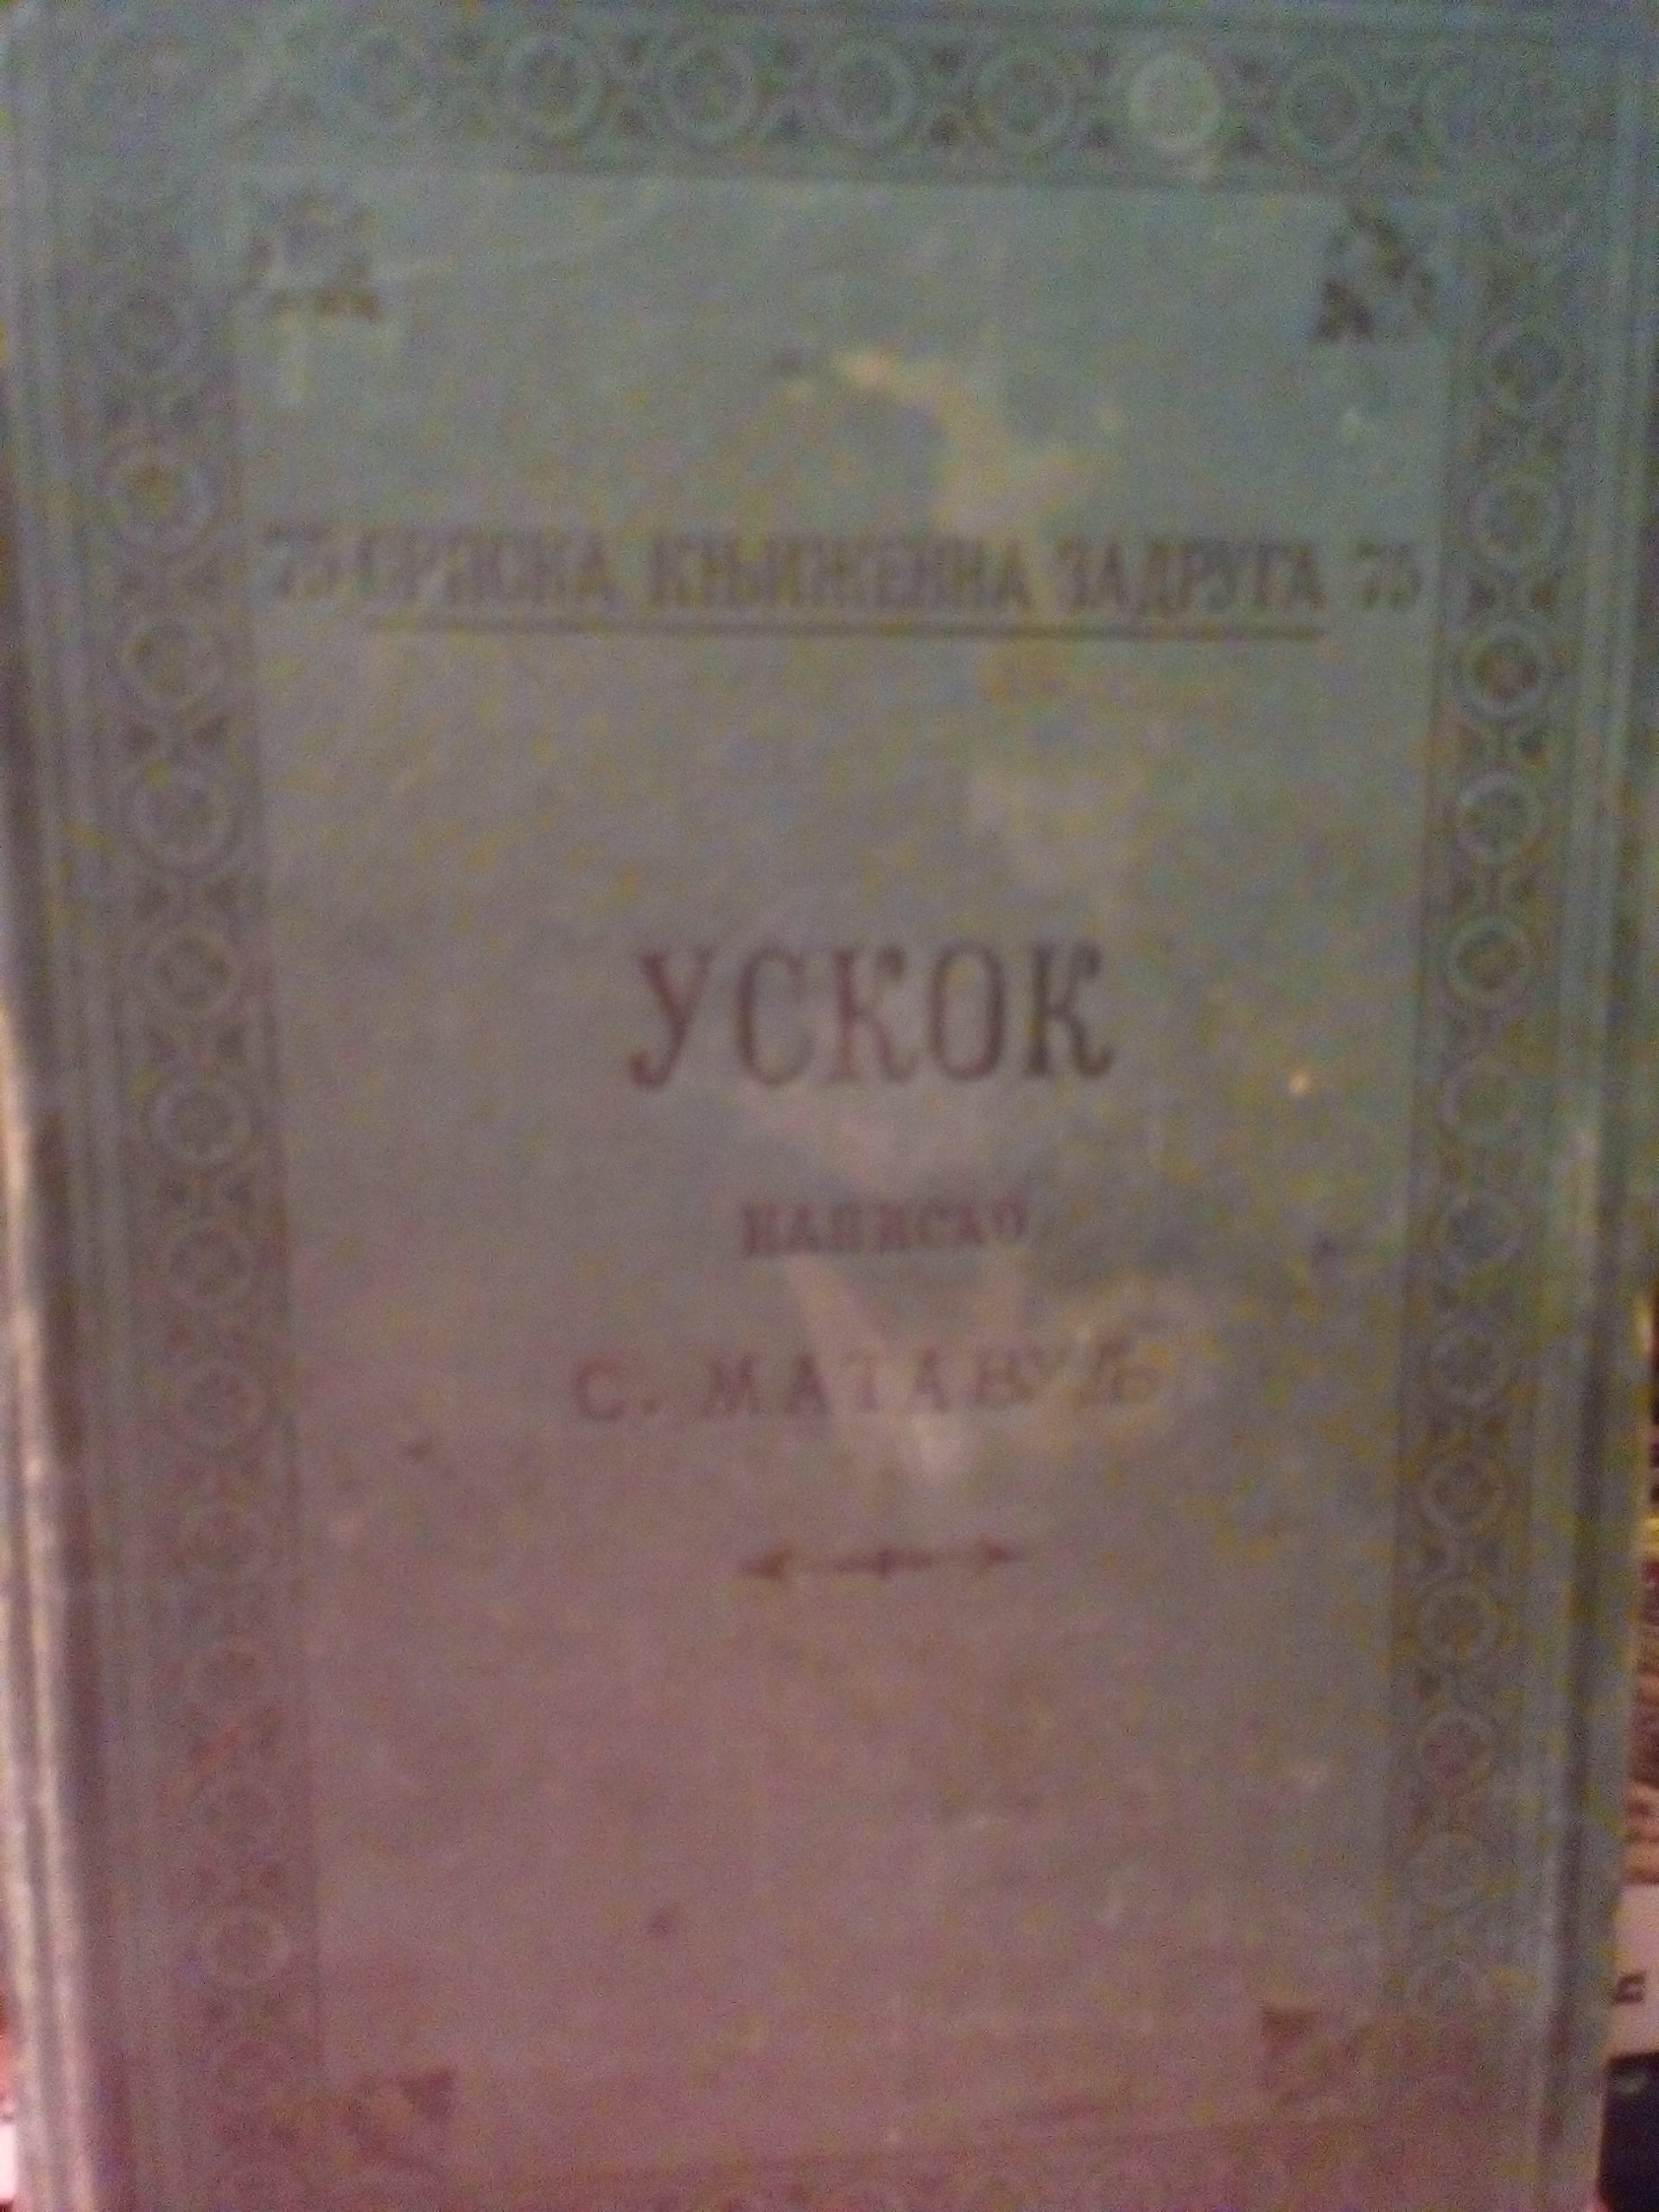 75 СРПСКА КЊИЖЕВНА ЗАДРУГА 75
УСКОК
НАПИСАО
С. МАТАВУЉ